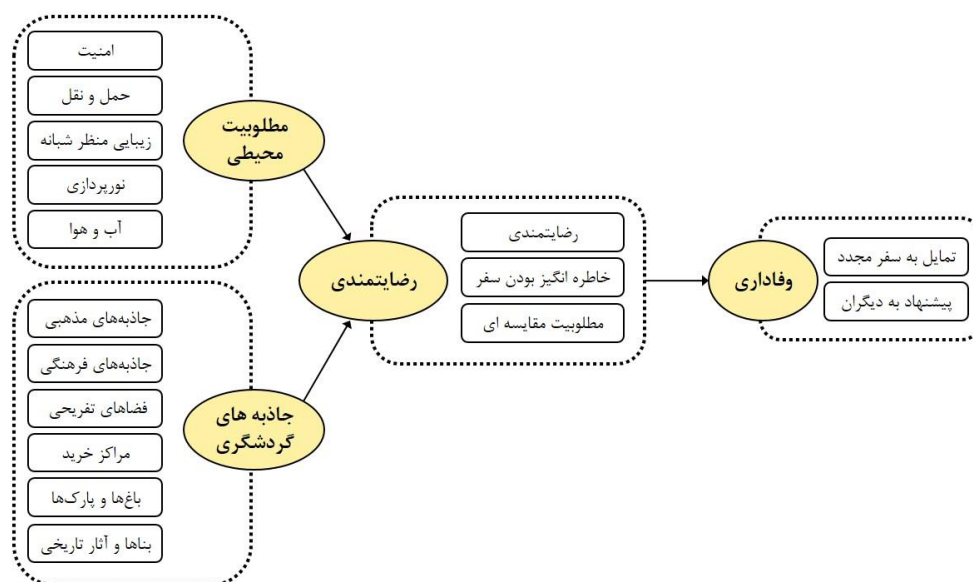 امنیت
حمل و نقل
زیبایی منظر شبانه
نورپردازی
آب و هوا
مطلوبیت
محیطی
جاذبه‌های مذهبی
جاذبه‌های فرهنگی
فضاهای تفریحی
مراکز خرید
باغ‌ها و پارک‌ها
بناها و آثار تاریخی
جاذبه های
گردشگری
رضایتمندی
رضایتمندی
خاطره انگیز بودن سفر
مطلوبیت مقایسه ای
وفاداری
تمایل به سفر مجدد
پیشنهاد به دیگران